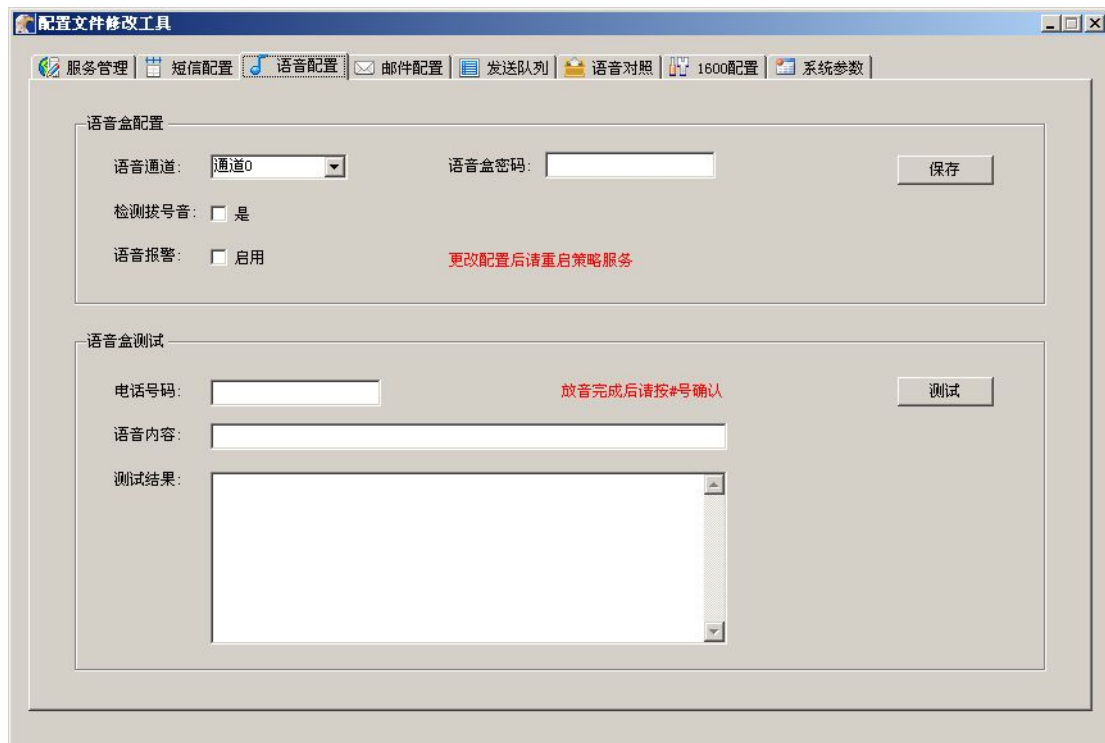 配置文件修改工具
服务管理 短信配置 语音配置 邮件配置 发送队列 语音对照 1600配置 系统参数
语音盒配置
语音通道: 通道0 语音盒密码: 保存
检测拔号音: 是
语音报警: 启用 更改配置后请重启策略服务
语音盒测试
电话号码: 放音完成后请按#号确认 测试
语音内容:
测试结果: